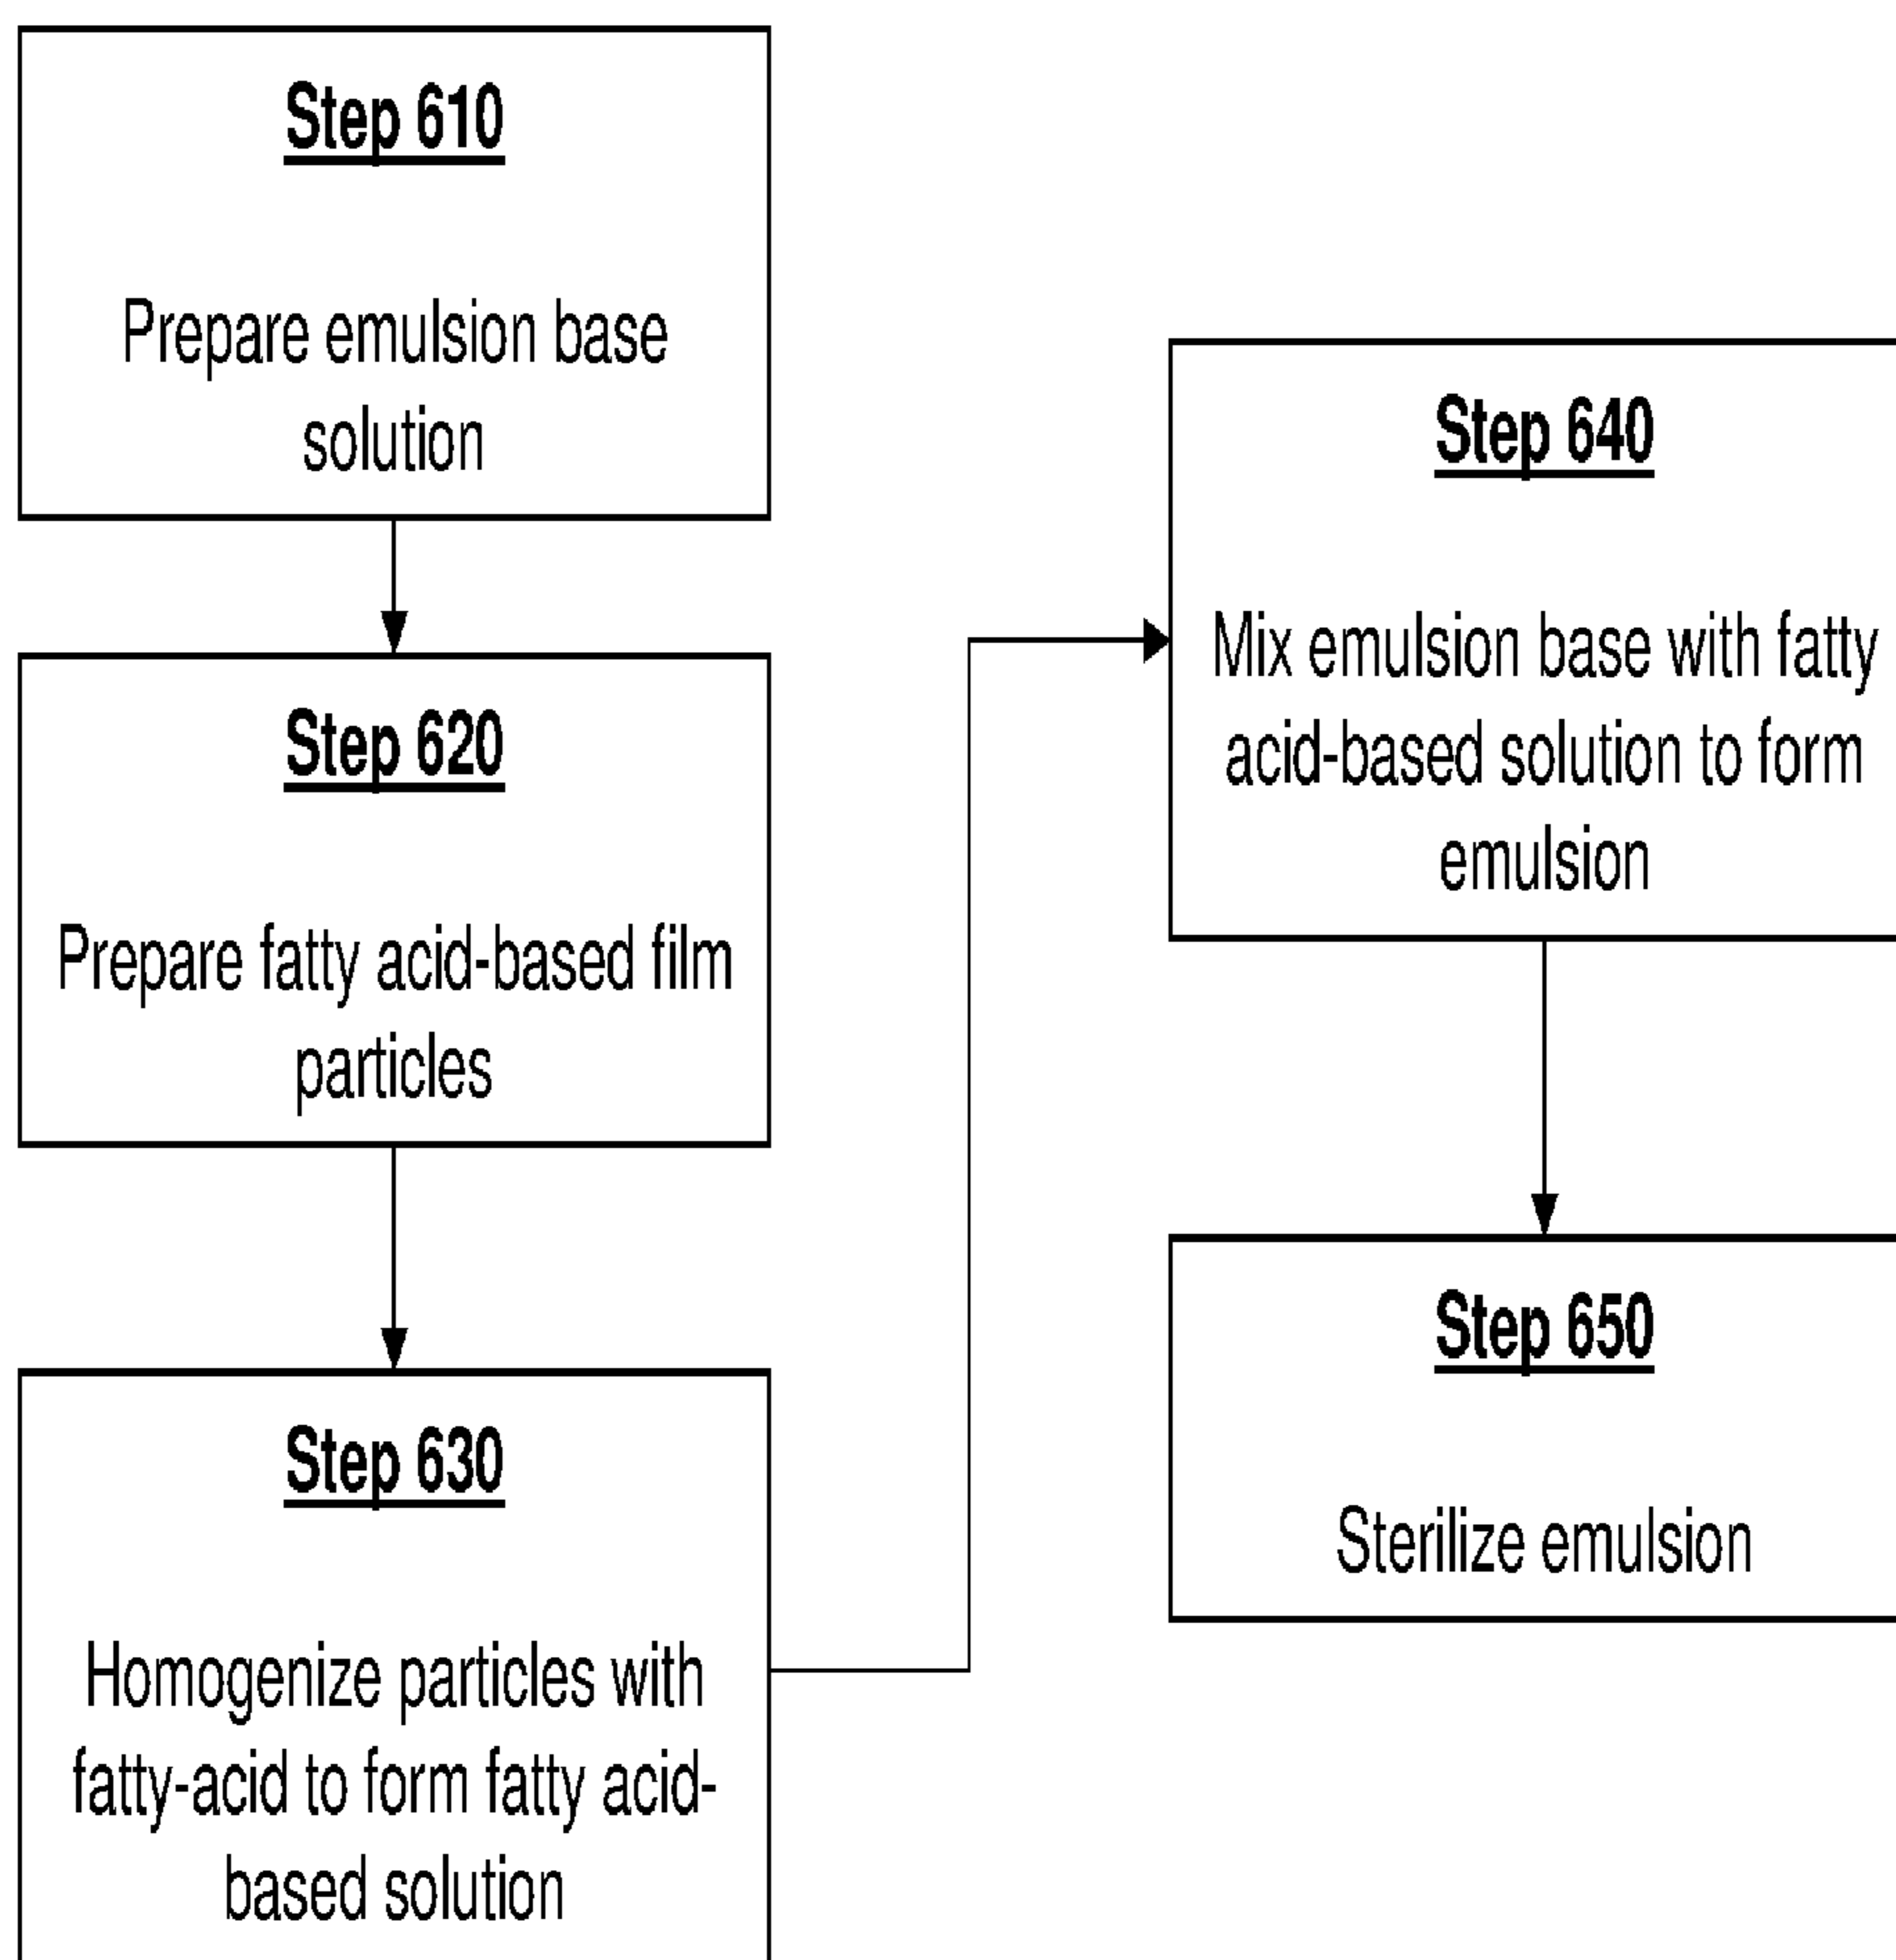 Step 610
Prepare emulsion base
solution
Step 620
Prepare fatty acid-based film
particles
Step 630
Homogenize particles with
fatty-acid to form fatty acid-
based solution
Step 640
Mix emulsion base with fatty
acid-based solution to form
emulsion
Step 650
Sterilize emulsion